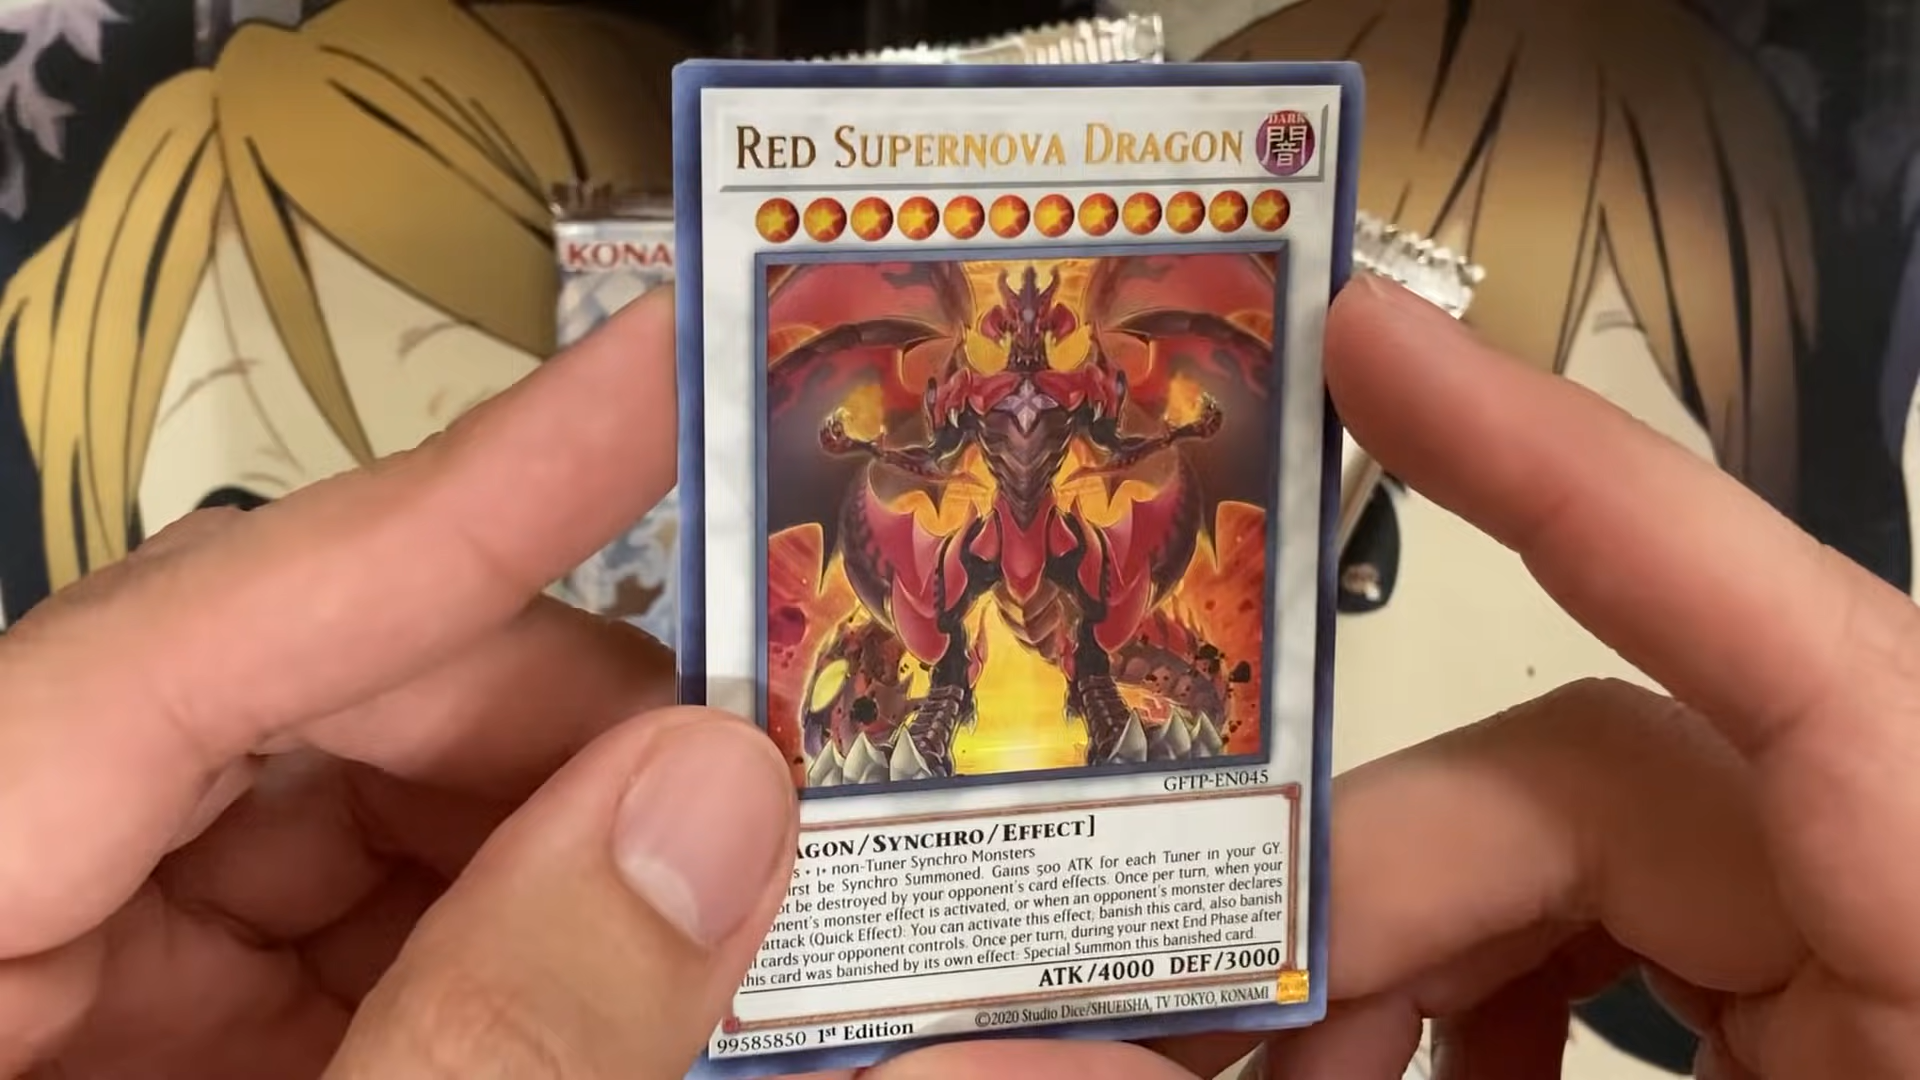 RED SUPERNOVA DRAGON
DARK
闇
KONA
GFTP-EN045
AGON/SYNCHRO/EFFECT]
s + 1+ non-Tuner Synchro Monsters
irst be Synchro Summoned. Gains 500 ATK for each Tuner in your GY.
ot be destroyed by your opponent's card effects. Once per turn, when your
onent's monster effect is activated, or when an opponent's monster declares
attack (Quick Effect): You can activate this effect; banish this card, also banish
l cards your opponent controls. Once per turn, during your next End Phase after
this card was banished by its own effect: Special Summon this banished card.
ATK/4000 DEF/3000
99585850 1st Edition
©2020 Studio Dice/SHUEISHA, TV TOKYO, KONAMI